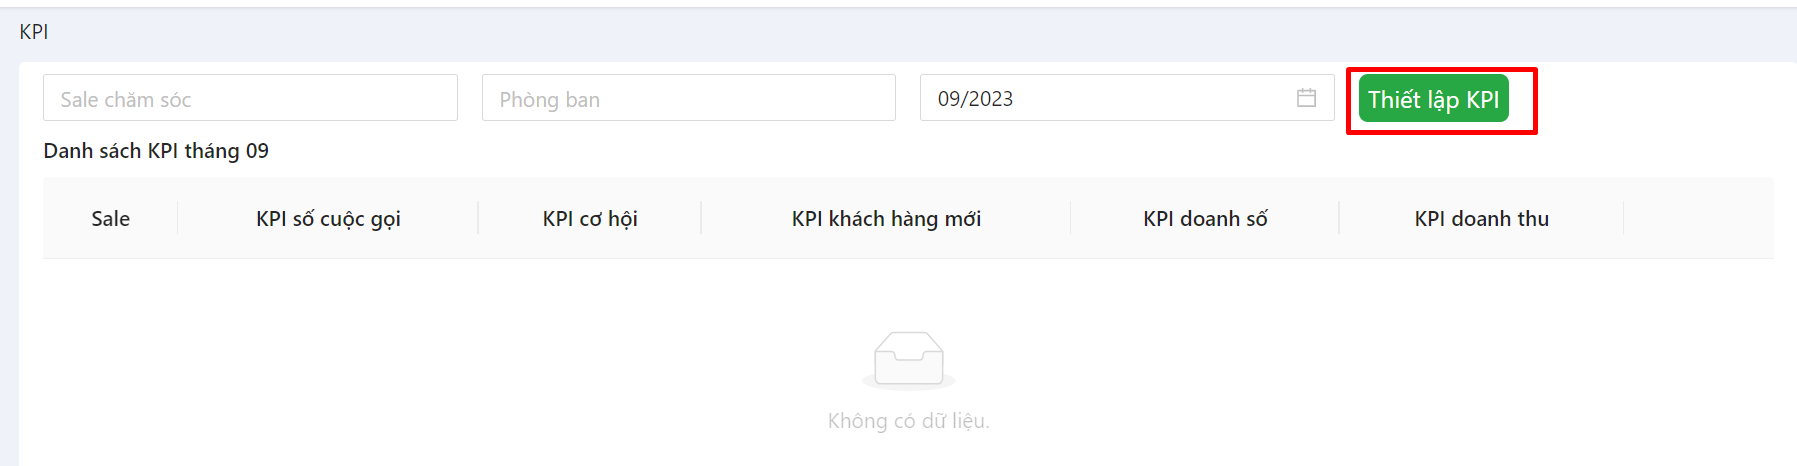 KPI
Sale chăm sóc Phòng ban 09/2023 Thiết lập KPI
Danh sách KPI tháng 09
Sale KPI số cuộc gọi KPI cơ hội KPI khách hàng mới KPI doanh số KPI doanh thu
Không có dữ liệu.